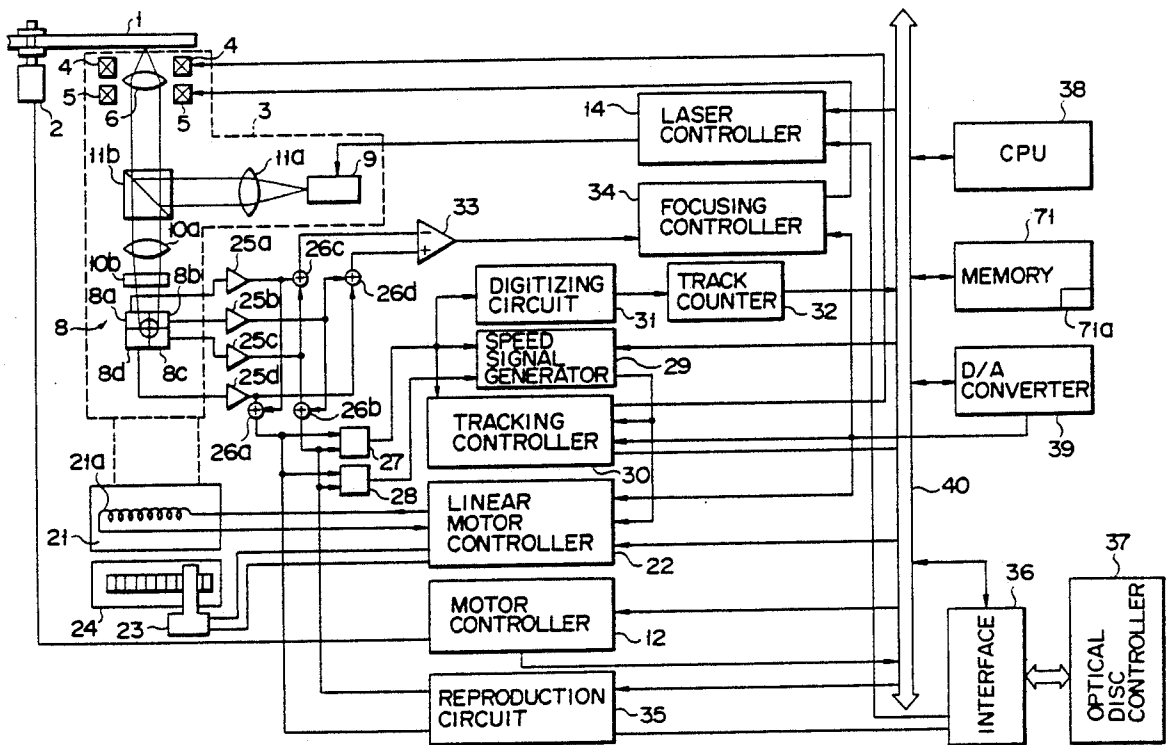 1
4
4
5
5
6
2
3
11b
11a
9
14
LASER
CONTROLLER
38
CPU
34
FOCUSING
CONTROLLER
33
10a
25a
26c
10b
8a
8b
8
25b
26d
DIGITIZING
CIRCUIT
31
TRACK
COUNTER
32
71
MEMORY
71a
25c
8d
8c
25d
SPEED
SIGNAL
GENERATOR
29
D/A
CONVERTER
39
26a
26b
27
TRACKING
CONTROLLER
30
21a
28
40
21
LINEAR
MOTOR
CONTROLLER
22
24
23
MOTOR
CONTROLLER
12
36
37
INTERFACE
OPTICAL
DISC
CONTROLLER
REPRODUCTION
CIRCUIT
35